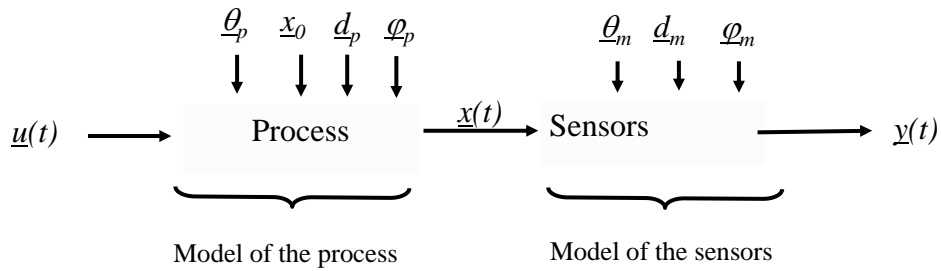 θp x0 dp φp θm dm φm
u(t) Process x(t) Sensors y(t)
Model of the process Model of the sensors